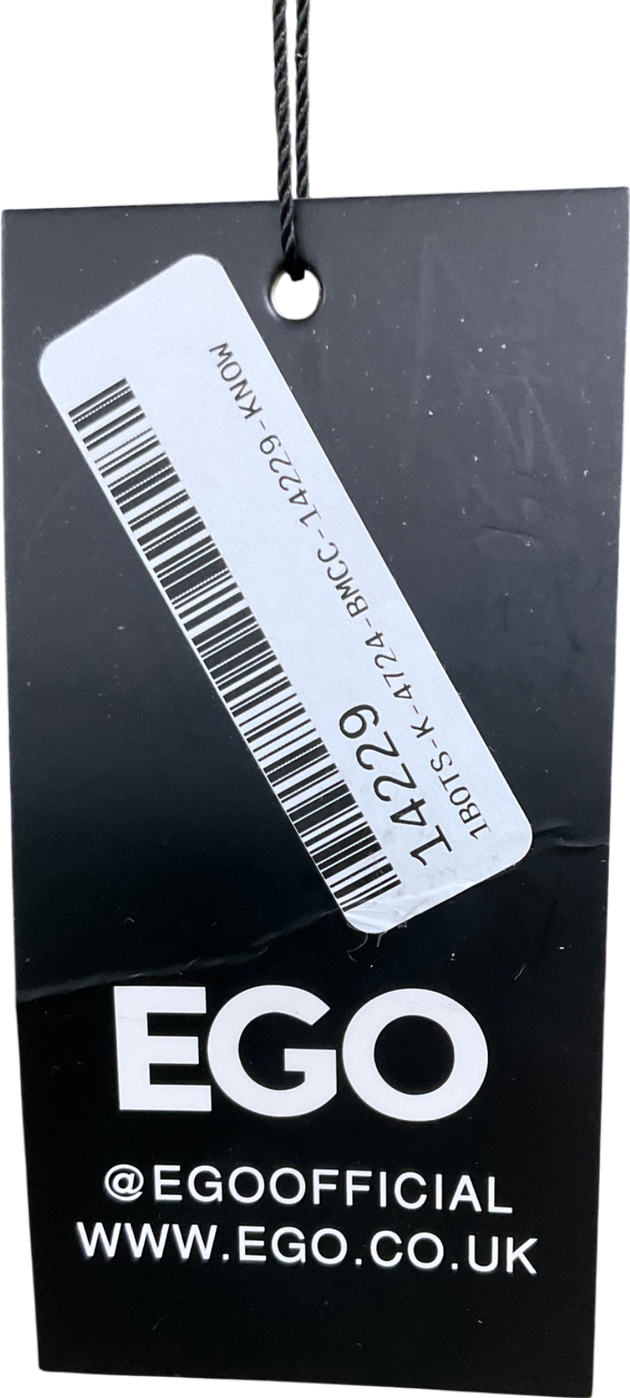 14229
1BOTS-K-4724-BMCC-14229-KNOW
EGO
@EGOOFFICIAL
WWW.EGO.CO.UK